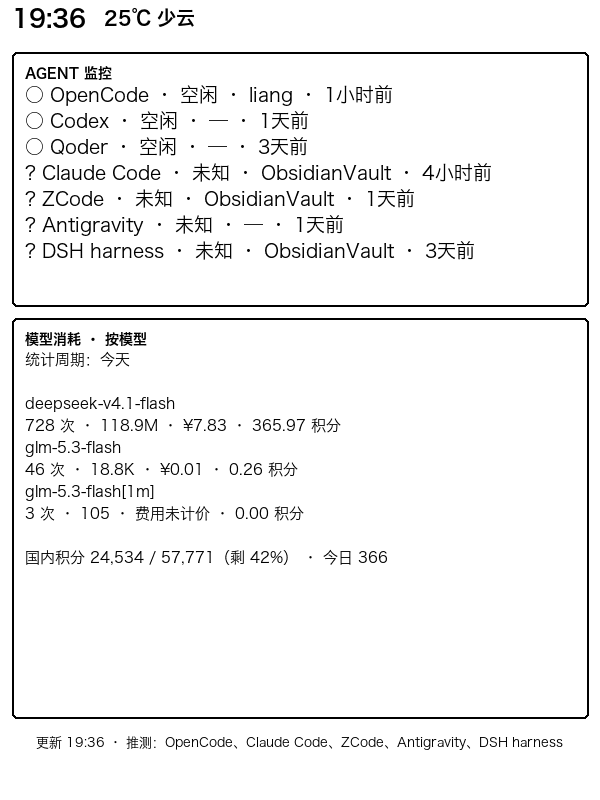 19:36 25℃ 少云
AGENT 监控
○ OpenCode · 空闲 · liang · 1小时前
○ Codex · 空闲 · — · 1天前
○ Qoder · 空闲 · — · 3天前
? Claude Code · 未知 · ObsidianVault · 4小时前
? ZCode · 未知 · ObsidianVault · 1天前
? Antigravity · 未知 · — · 1天前
? DSH harness · 未知 · ObsidianVault · 3天前
模型消耗 · 按模型
统计周期：今天
deepseek-v4.1-flash
728 次 · 118.9M · ¥7.83 · 365.97 积分
glm-5.3-flash
46 次 · 18.8K · ¥0.01 · 0.26 积分
glm-5.3-flash[1m]
3 次 · 105 · 费用未计价 · 0.00 积分
国内积分 24,534 / 57,771（剩 42%） · 今日 366
更新 19:36 · 推测：OpenCode、Claude Code、ZCode、Antigravity、DSH harness